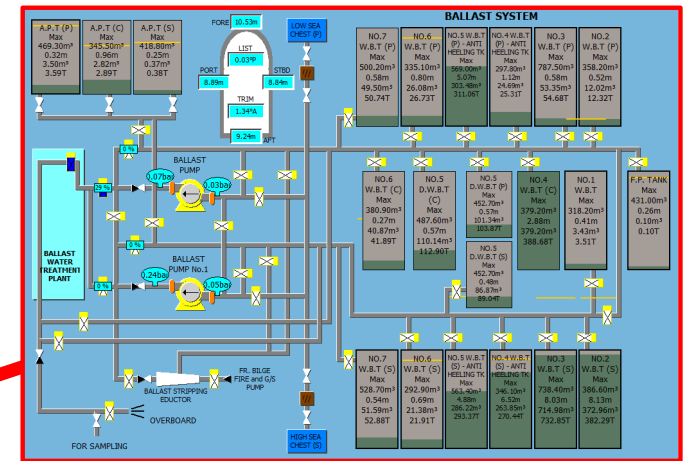 BALLAST SYSTEM
A.P.T (P)
Max
469.30m³
0.32m
3.50m³
3.59T
A.P.T (C)
Max
345.50m³
0.96m
2.82m³
2.89T
A.P.T (S)
Max
418.80m³
0.25m
0.37m³
0.38T
FORE 10.53m
LIST
0.03°P
PORT STBD
8.89m 8.84m
TRIM
1.34°A
9.24m AFT
LOW SEA
CHEST (P)
NO.7
W.B.T
(P)
Max
500.20m³
0.58m
49.50m³
50.74T
NO.6
W.B.T
(P)
Max
335.10m³
0.80m
26.08m³
26.73T
NO.5 W.B.T
(P) - ANTI
HEELING TK
Max
569.00m³
5.07m
303.48m³
311.06T
NO.4 W.B.T
(P) - ANTI
HEELING TK
Max
297.80m³
1.12m
24.69m³
25.31T
NO.3
W.B.T
(P)
Max
787.50m³
0.58m
53.35m³
54.68T
NO.2
W.B.T
(P)
Max
358.20m³
0.52m
12.02m³
12.32T
0 %
BALLAST
PUMP
0.07bar
0.03bar
29 %
0 %
BALLAST
WATER
TREATMENT
PLANT
BALLAST
PUMP No.1
0.24bar
0.05bar
0 %
NO.6
W.B.T (C)
Max
380.90m³
0.27m
40.87m³
41.89T
NO.5
D.W.B.T
(C)
Max
487.60m³
0.57m
110.14m³
112.90T
NO.5
D.W.B.T (P)
Max
452.70m³
0.57m
101.34m³
103.87T
NO.5
D.W.B.T (S)
Max
452.70m³
0.48m
86.87m³
89.04T
NO.4
W.B.T (C)
Max
379.20m³
2.88m
379.20m³
388.68T
NO.1
W.B.T
Max
318.20m³
0.41m
3.43m³
3.51T
F.P. TANK
Max
431.00m³
0.26m
0.10m³
0.10T
NO.7
W.B.T
(S)
Max
528.70m³
0.54m
51.59m³
52.88T
NO.6
W.B.T
(S)
Max
292.90m³
0.69m
21.38m³
21.91T
NO.5 W.B.T
(S) - ANTI
HEELING TK
Max
563.40m³
4.88m
286.22m³
293.37T
NO.4 W.B.T
(S) - ANTI
HEELING TK
Max
346.10m³
6.52m
263.85m³
270.44T
NO.3
W.B.T
(S)
Max
738.40m³
8.03m
714.98m³
732.85T
NO.2
W.B.T
(S)
Max
386.60m³
8.13m
372.96m³
382.29T
BALLAST STRIPPING
EDUCTOR
FR. BILGE
FIRE and G/S
PUMP
OVERBOARD
FOR SAMPLING
HIGH SEA
CHEST (S)